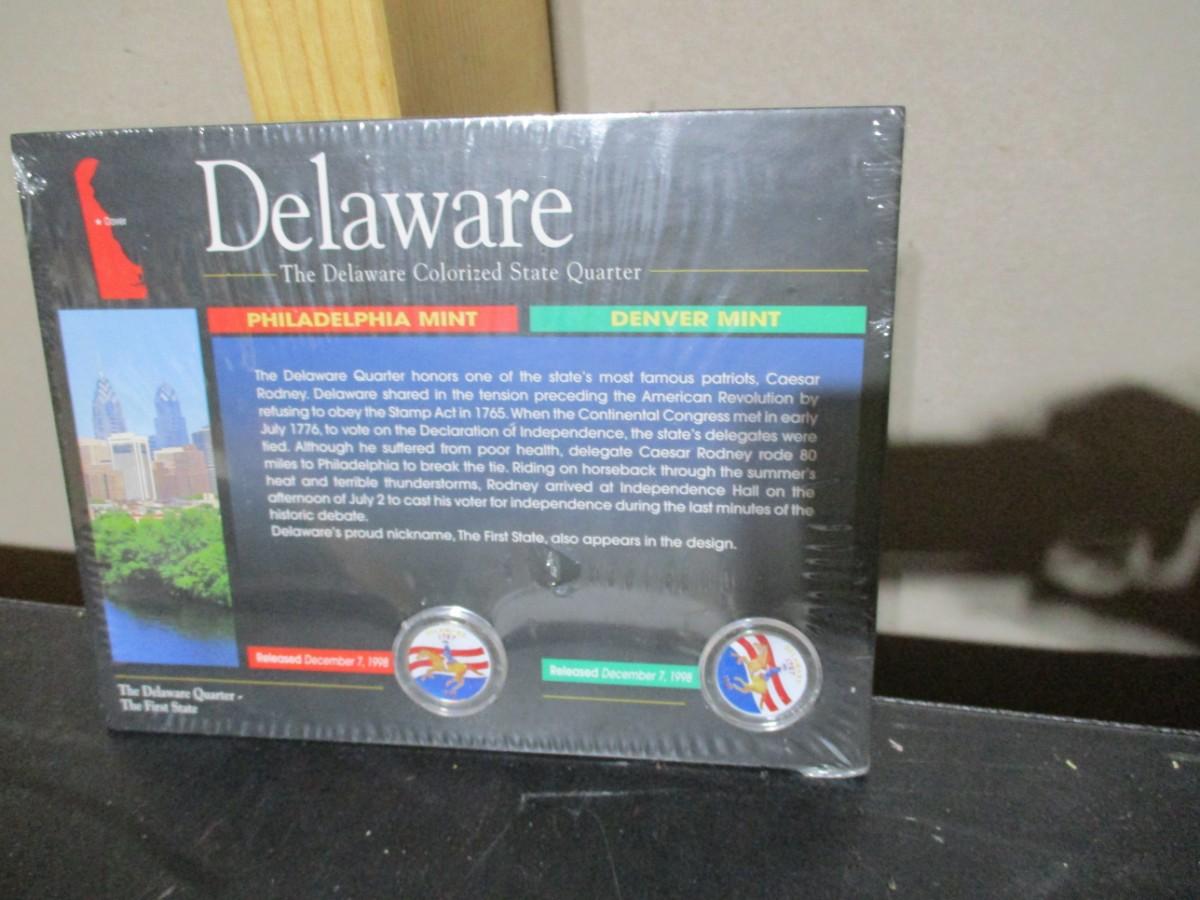 Delaware
★ Dover
The Delaware Colorized State Quarter
PHILADELPHIA MINT
DENVER MINT
The Delaware Quarter honors one of the state's most famous patriots, Caesar
Rodney. Delaware shared in the tension preceding the American Revolution by
refusing to obey the Stamp Act in 1765. When the Continental Congress met in early
July 1776, to vote on the Declaration of Independence, the state's delegates were
tied. Although he suffered from poor health, delegate Caesar Rodney rode 80
miles to Philadelphia to break the tie. Riding on horseback through the summer's
heat and terrible thunderstorms, Rodney arrived at Independence Hall on the
afternoon of July 2 to cast his voter for independence during the last minutes of the
historic debate.
Delaware's proud nickname, The First State, also appears in the design.
Released December 7, 1998
Released December 7, 1998
The Delaware Quarter -
The First State